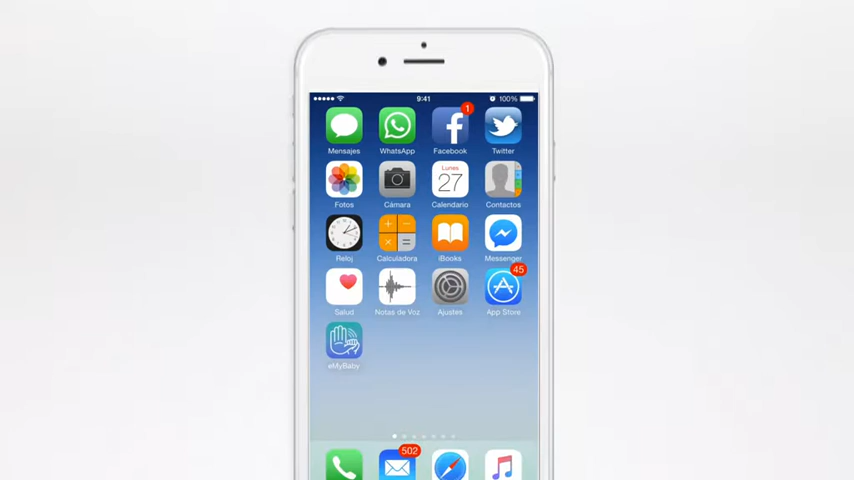 9:41
100%
1
Mensajes WhatsApp Facebook Twitter
Lunes
27
Fotos Cámara Calendario Contactos
Reloj Calculadora iBooks Messenger
45
Salud Notas de Voz Ajustes App Store
eMyBaby
502